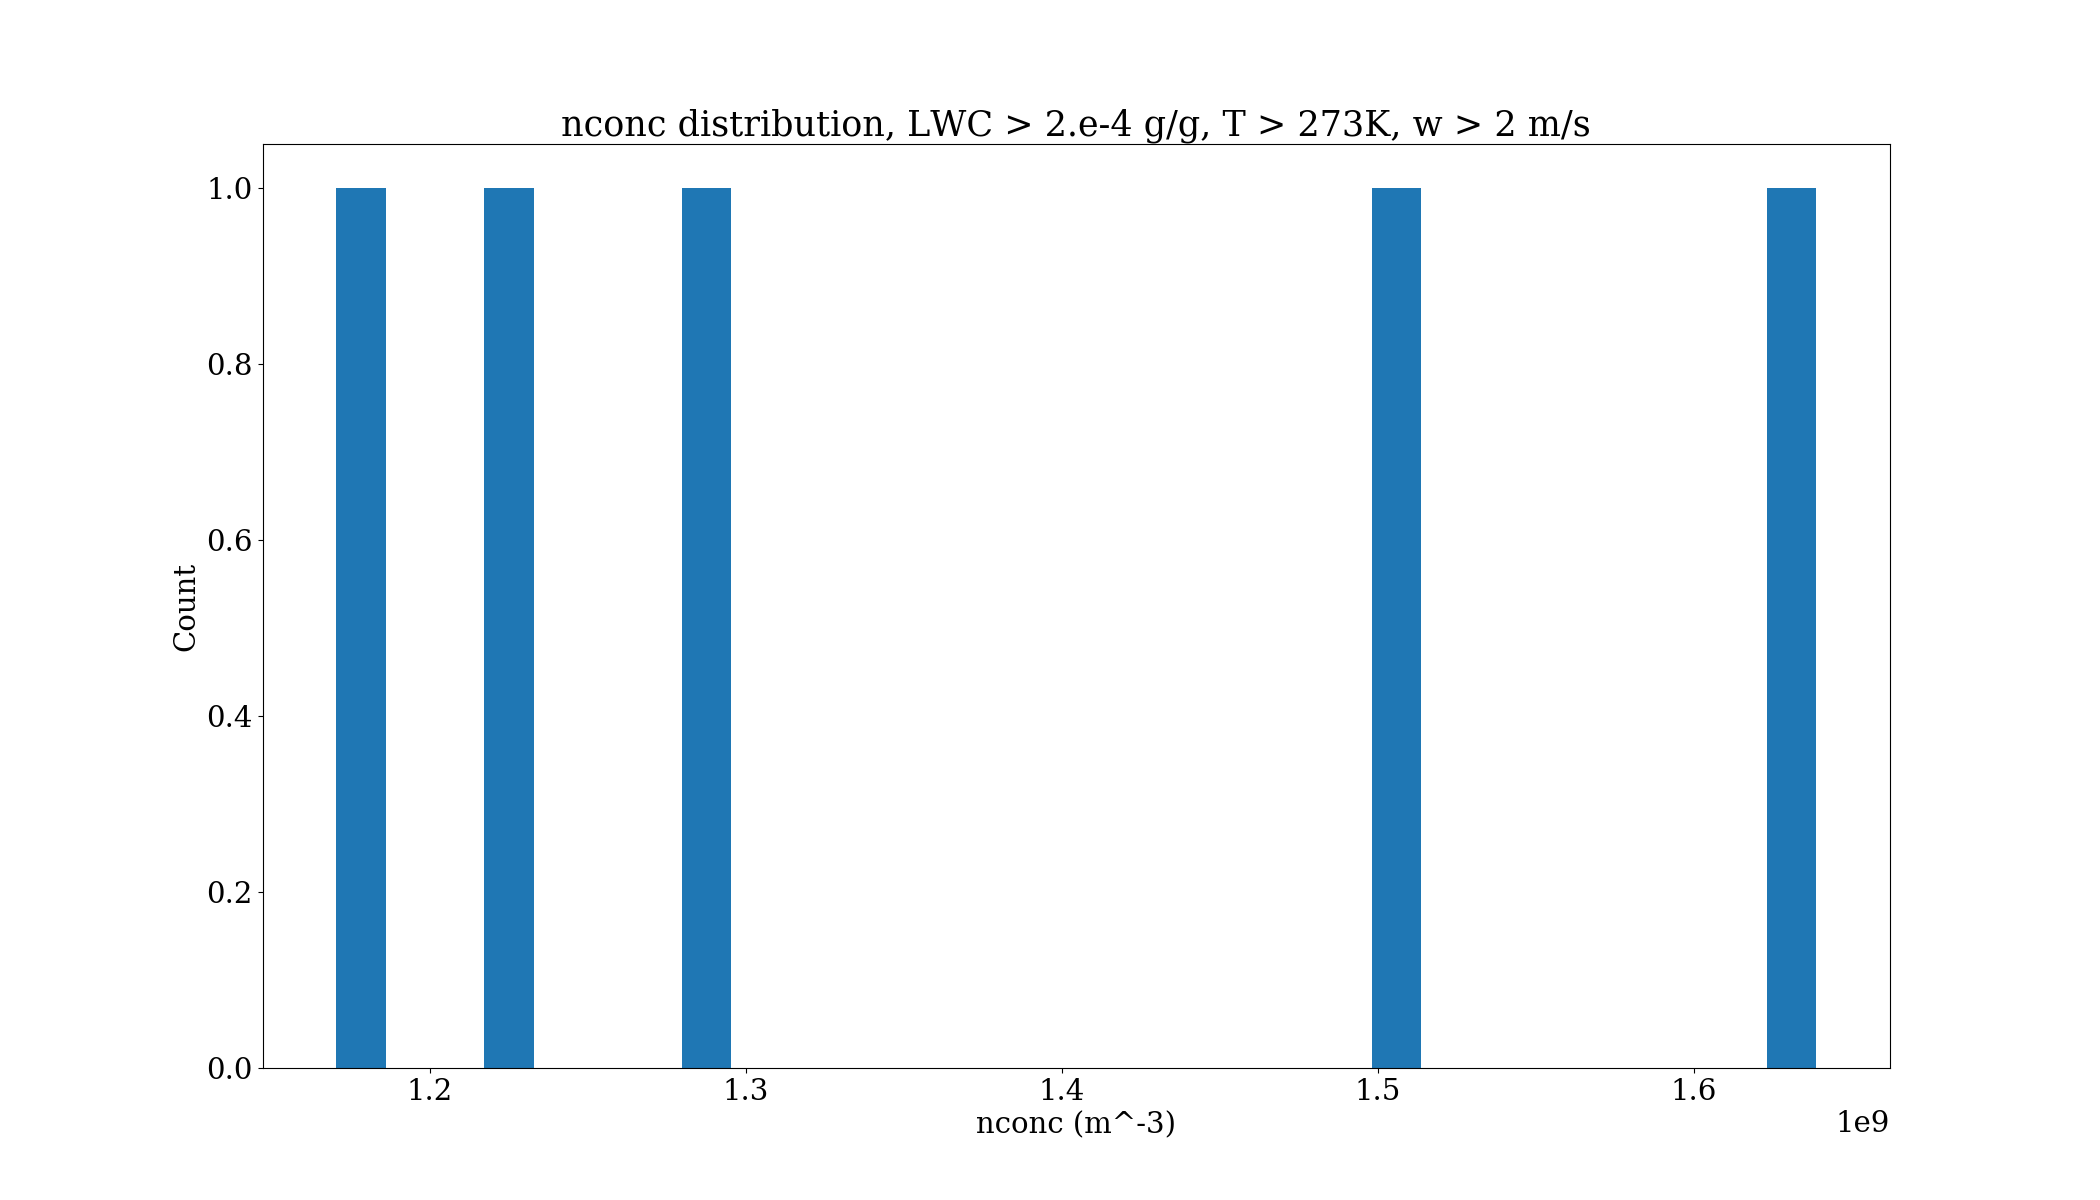 nconc distribution, LWC > 2.e-4 g/g, T > 273K, w > 2 m/s
1.0
0.8
0.6
0.4
0.2
0.0
Count
1.2 1.3 1.4 1.5 1.6
nconc (m^-3)
1e9